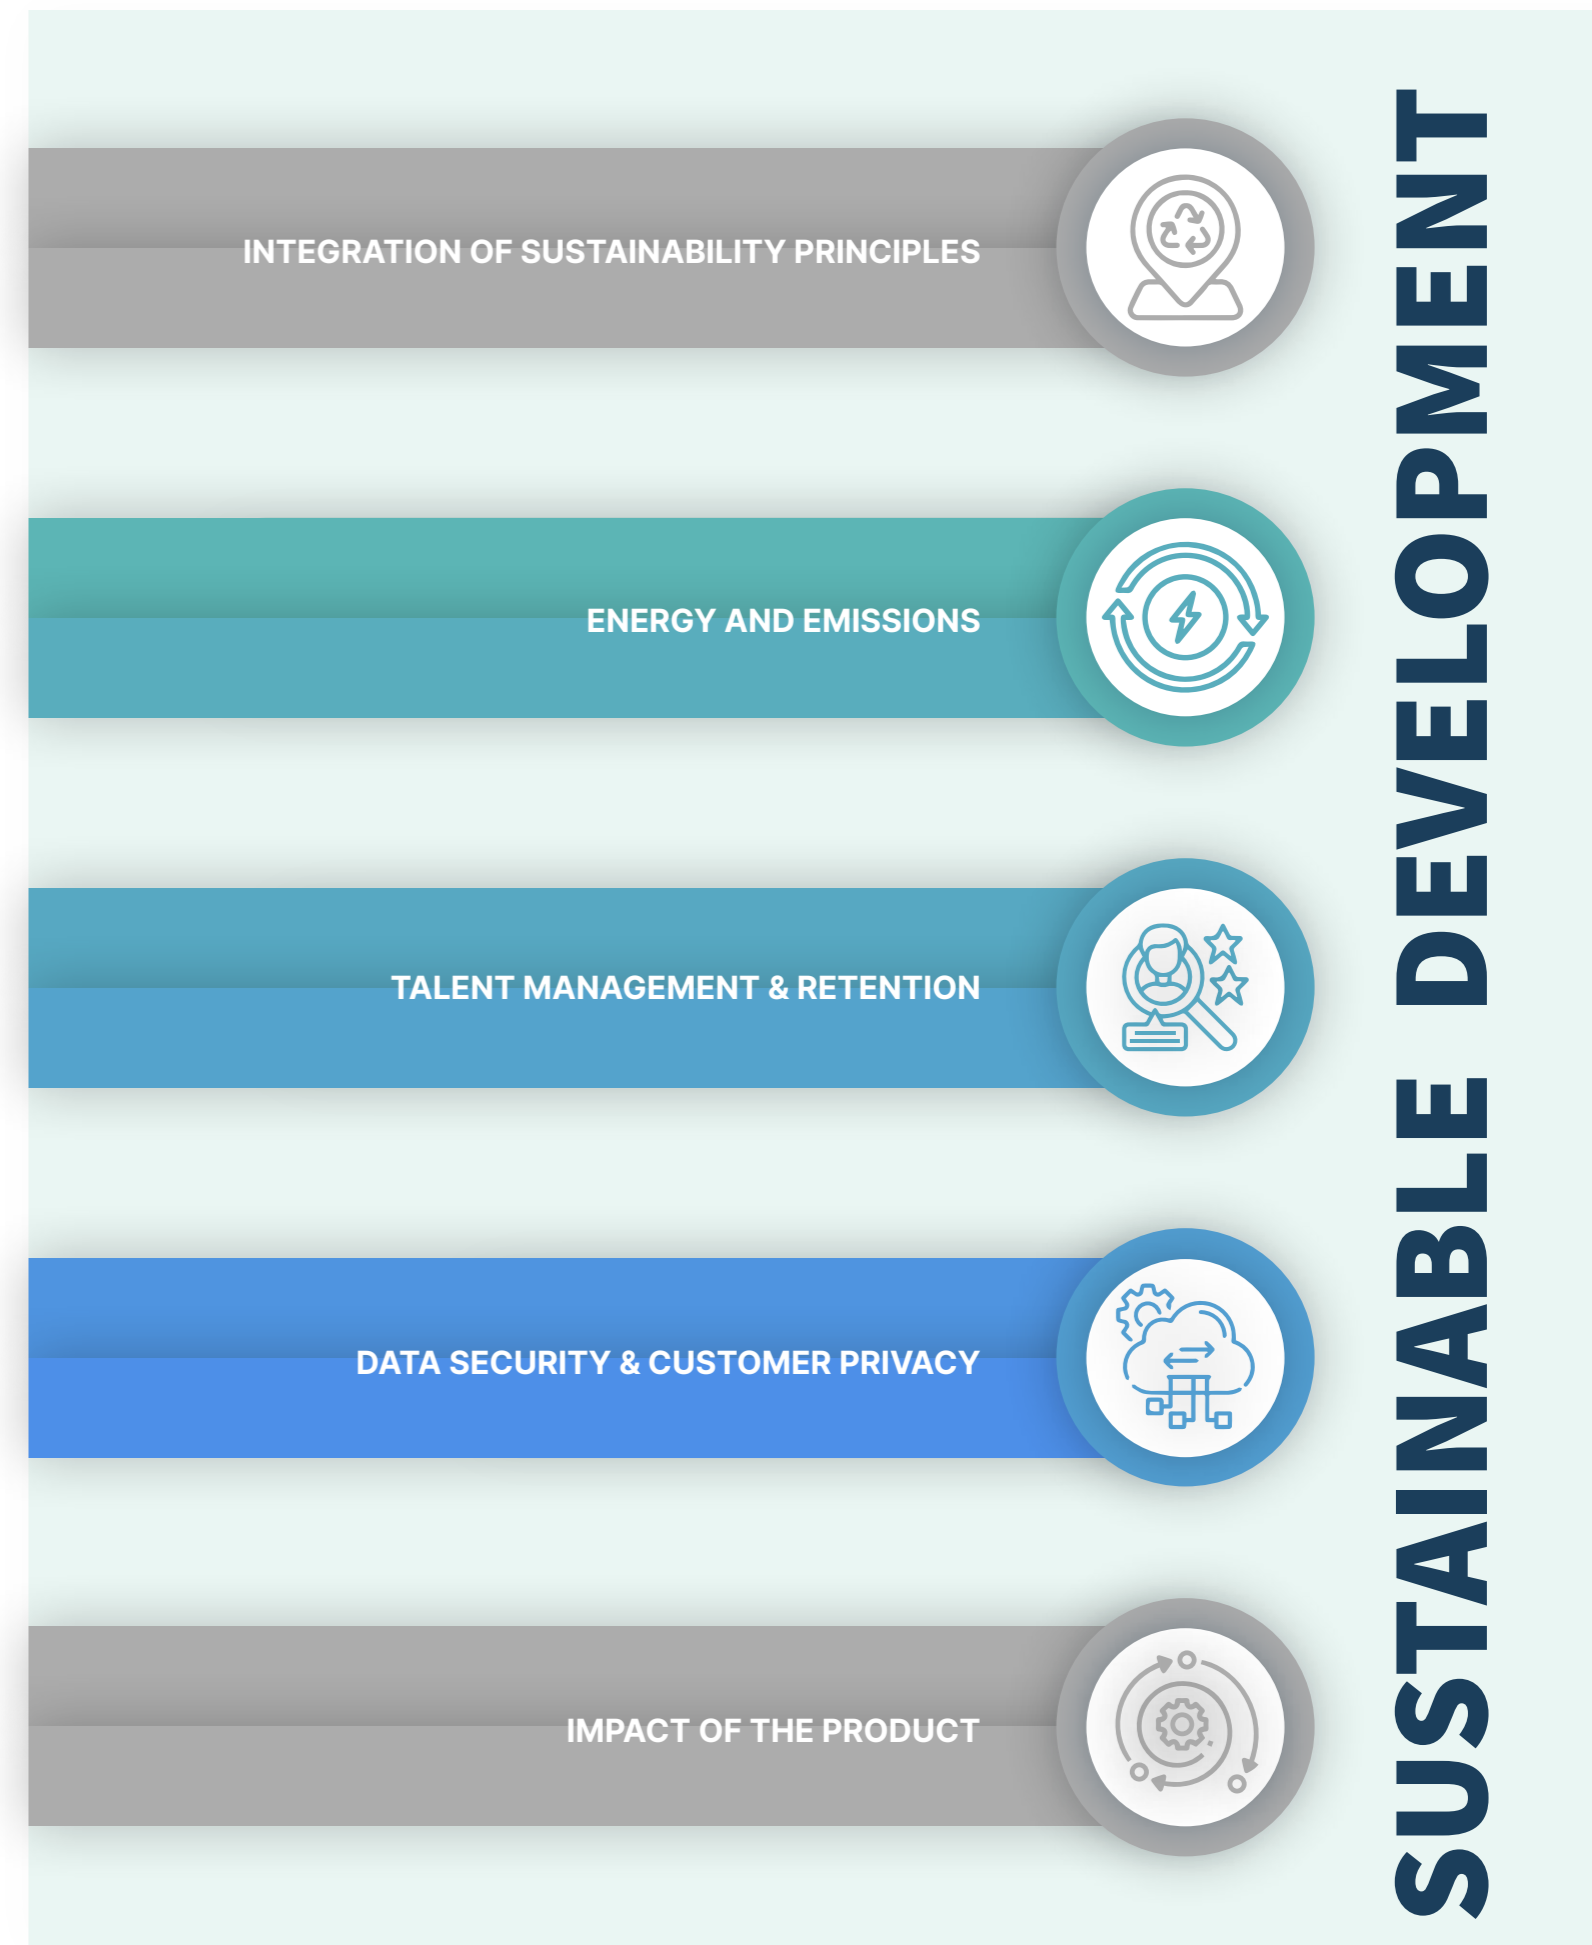 INTEGRATION OF SUSTAINABILITY PRINCIPLES
ENERGY AND EMISSIONS
TALENT MANAGEMENT & RETENTION
DATA SECURITY & CUSTOMER PRIVACY
IMPACT OF THE PRODUCT
SUSTAINABLE DEVELOPMENT